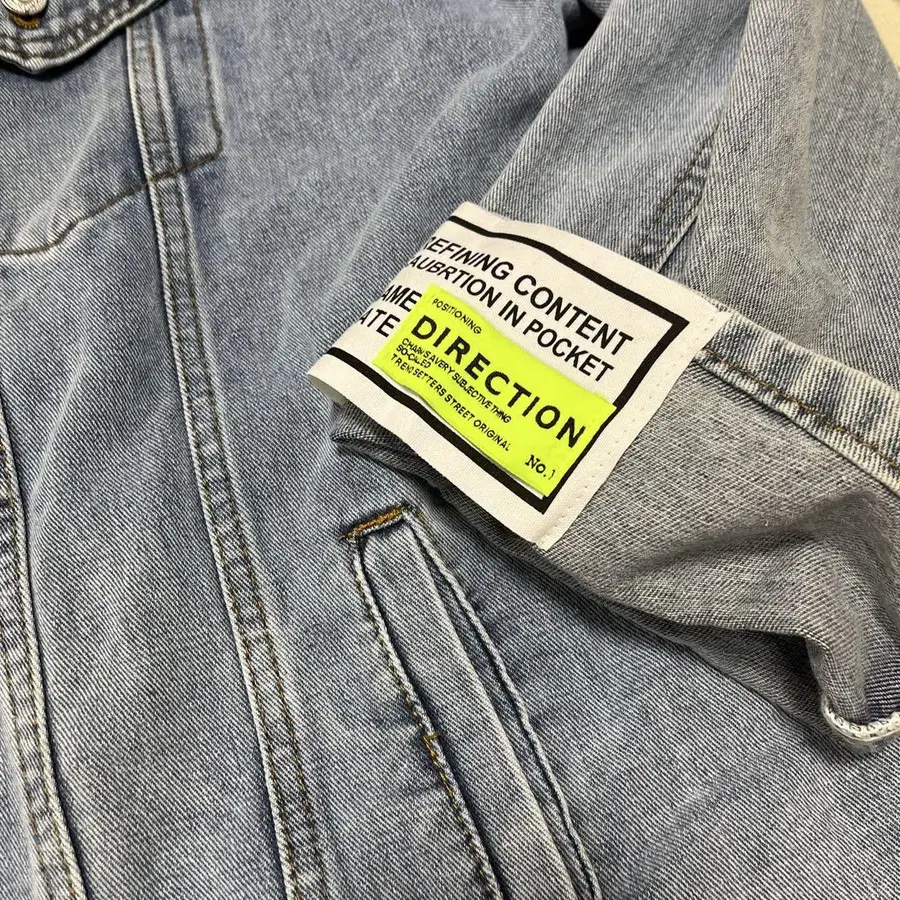 REFINING CONTENT
AUBRTION IN POCKET
AME
ATE
POSITIONING
DIRECTION
CHAIN'S AVERY SUBJECTIVE THING
SO-CALLED
TRENDSETTERS STREET ORIGINAL
No.1